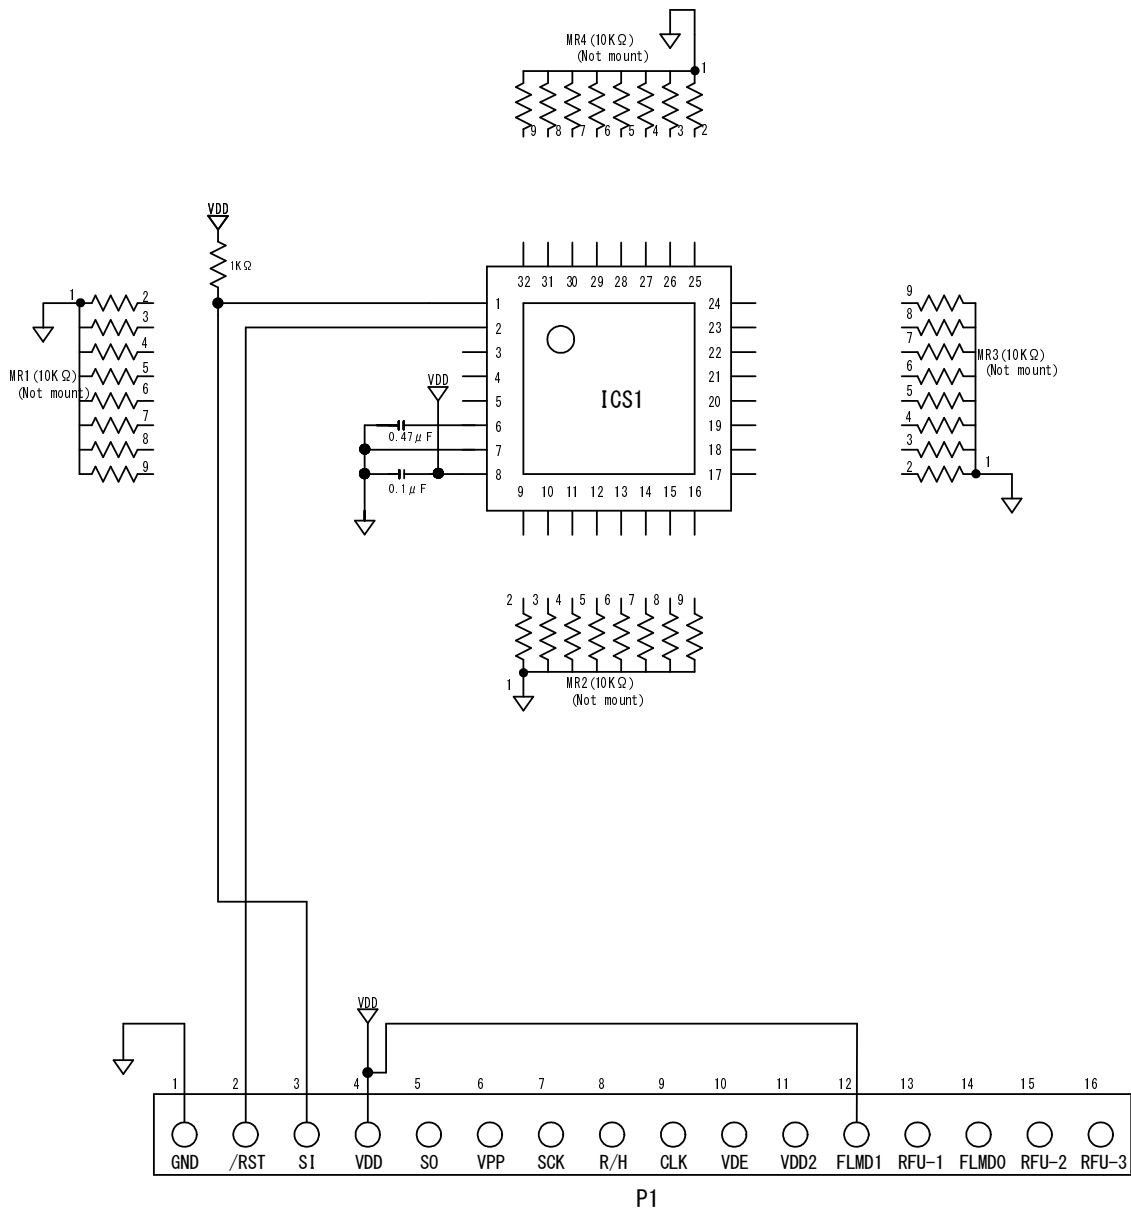 MR4(10KΩ)
(Not mount)
1
9 8 7 6 5 4 3 2
VDD
1KΩ
32 31 30 29 28 27 26 25
1 2
3
4
5
6
7
8
9
MR1(10KΩ)
(Not mount)
1
2
3
4
5
6
7
8
VDD
0.47μF
0.1μF
ICS1
24
23
22
21
20
19
18
17
9 10 11 12 13 14 15 16
9
8
7
6
5
4
3
2 1
MR3(10KΩ)
(Not mount)
2 3 4 5 6 7 8 9
1
MR2(10KΩ)
(Not mount)
VDD
1 2 3 4 5 6 7 8 9 10 11 12 13 14 15 16
GND /RST SI VDD SO VPP SCK R/H CLK VDE VDD2 FLMD1 RFU-1 FLMD0 RFU-2 RFU-3
P1